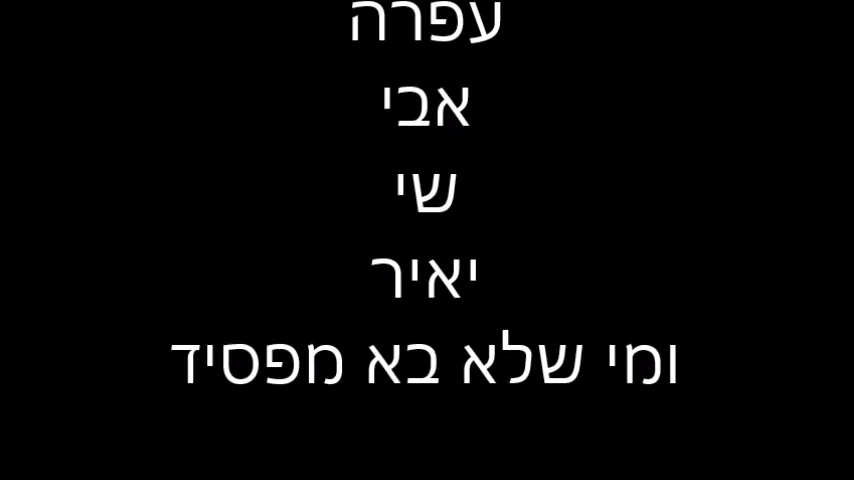 עפרה
אבי
שי
יאיר
ומי שלא בא מפסיד